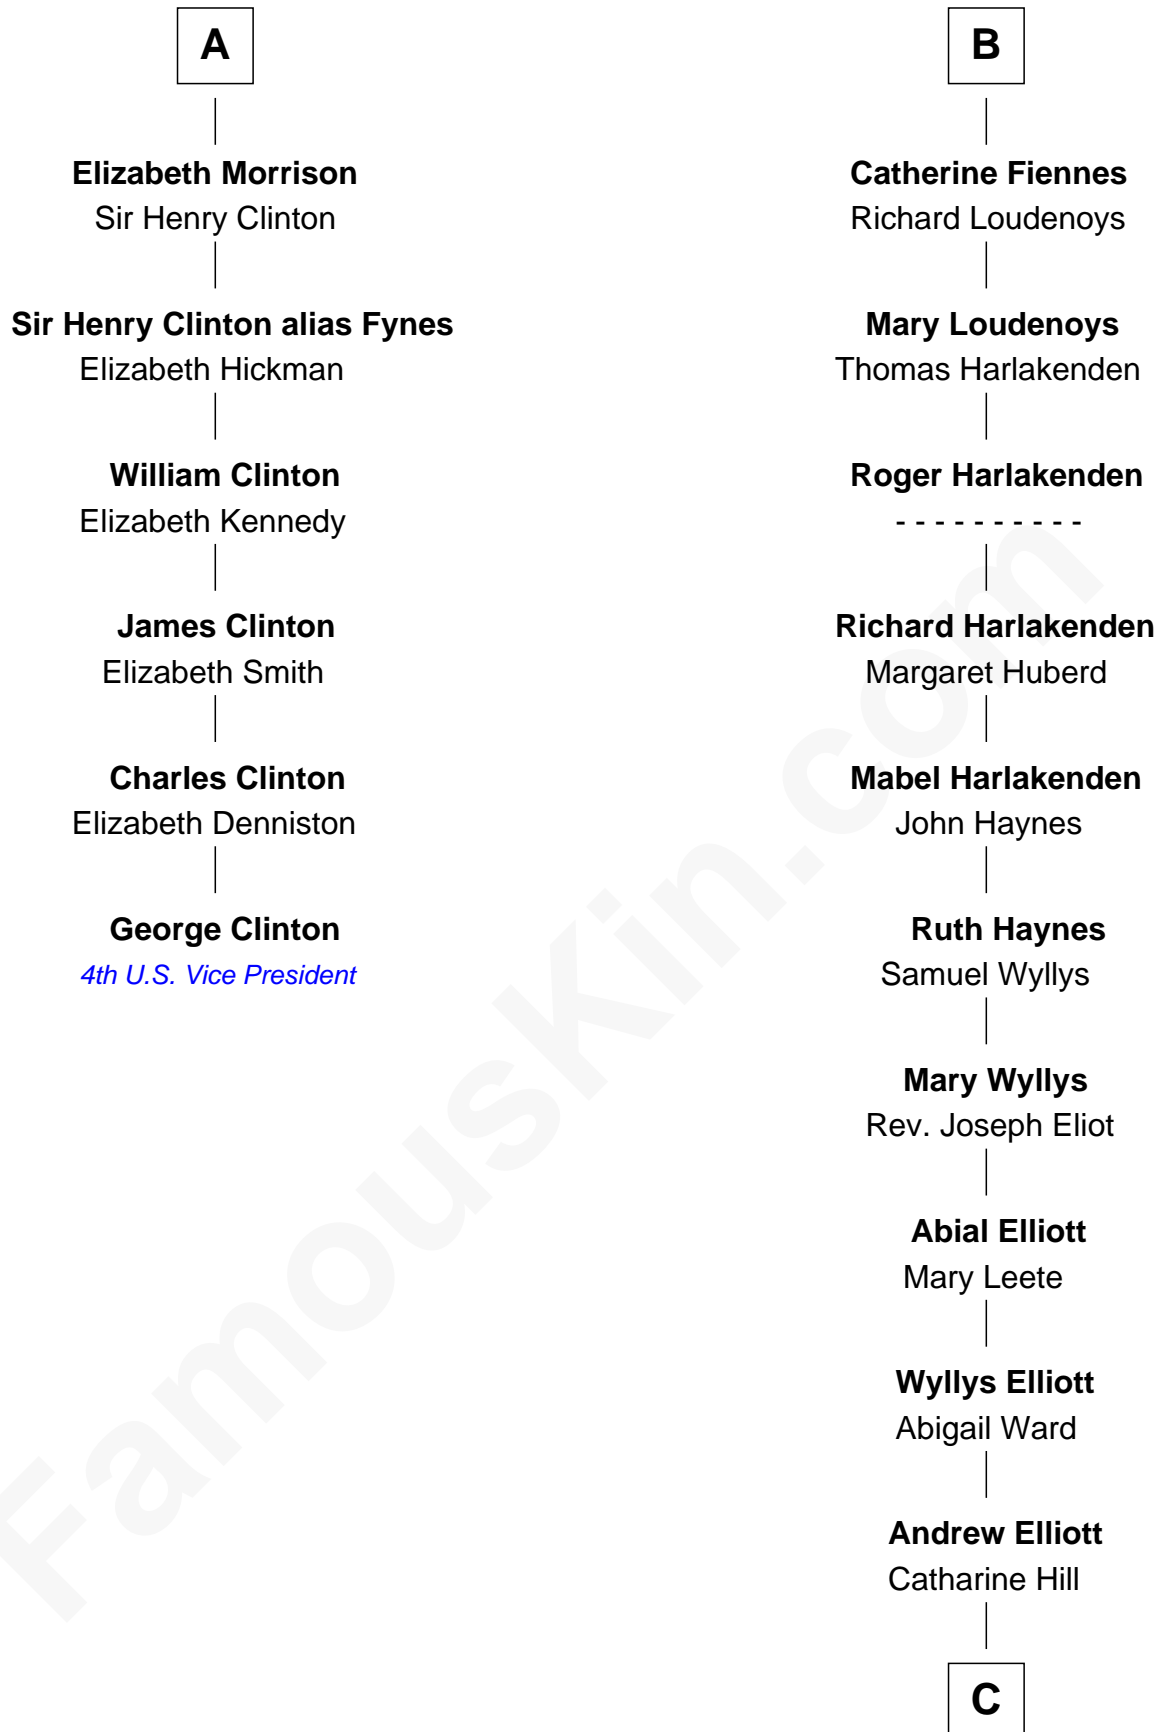 A
Elizabeth Morrison
Sir Henry Clinton
Sir Henry Clinton alias Fynes
Elizabeth Hickman
William Clinton
Elizabeth Kennedy
James Clinton
Elizabeth Smith
Charles Clinton
Elizabeth Denniston
George Clinton
4th U.S. Vice President
B
Catherine Fiennes
Richard Loudenoys
Mary Loudenoys
Thomas Harlakenden
Roger Harlakenden
- - - - - - - - - -
Richard Harlakenden
Margaret Huberd
Mabel Harlakenden
John Haynes
Ruth Haynes
Samuel Wyllys
Mary Wyllys
Rev. Joseph Eliot
Abial Elliott
Mary Leete
Wyllys Elliott
Abigail Ward
Andrew Elliott
Catharine Hill
C
FamousKin.com